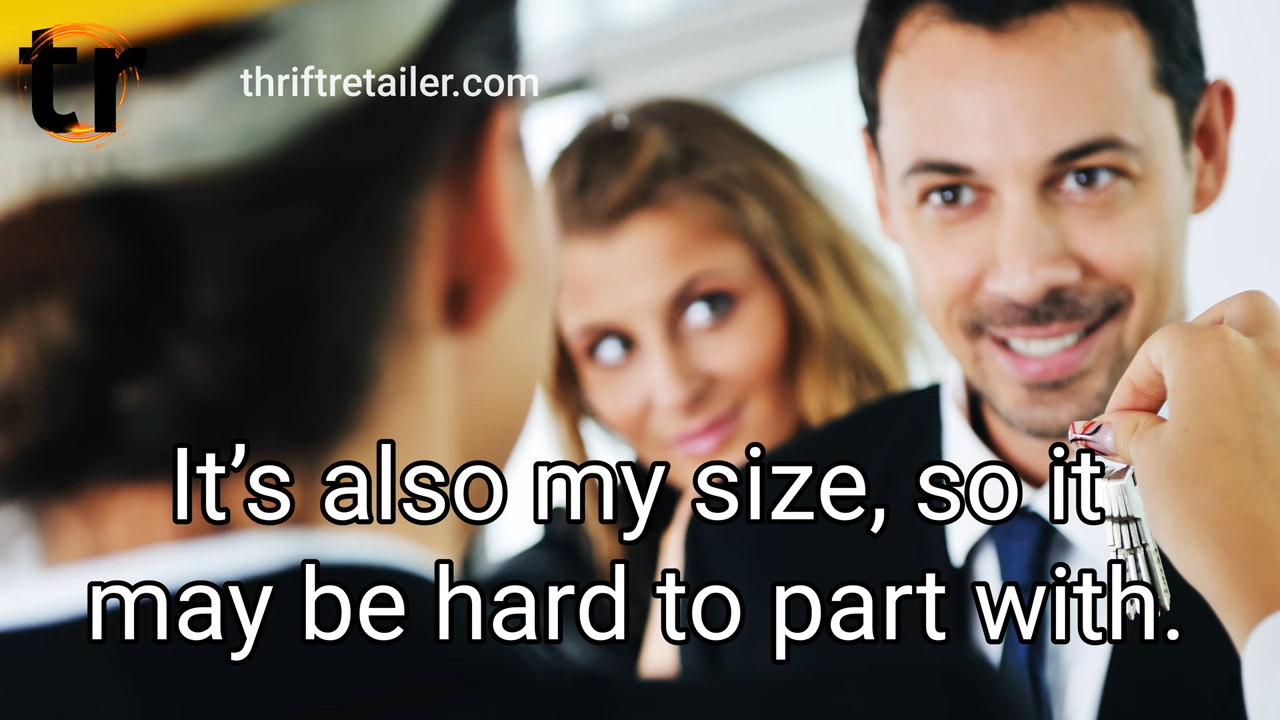 tr
thriftretailer.com
It’s also my size, so it
may be hard to part with.